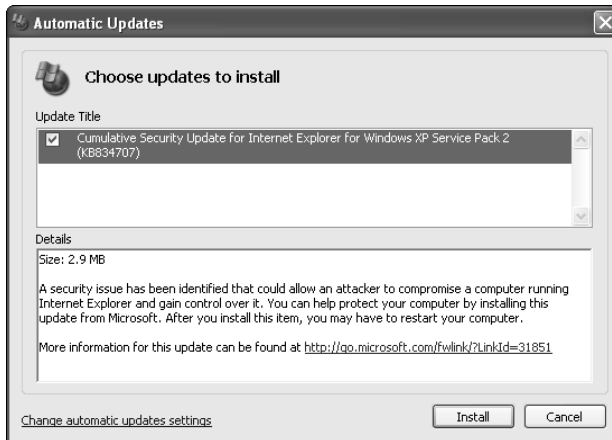 Automatic Updates
Choose updates to install
Update Title
Cumulative Security Update for Internet Explorer for Windows XP Service Pack 2
(KB834707)
Details
Size: 2.9 MB
A security issue has been identified that could allow an attacker to compromise a computer running
Internet Explorer and gain control over it. You can help protect your computer by installing this
update from Microsoft. After you install this item, you may have to restart your computer.
More information for this update can be found at http://go.microsoft.com/fwlink/?LinkId=31851
Change automatic updates settings
Install
Cancel